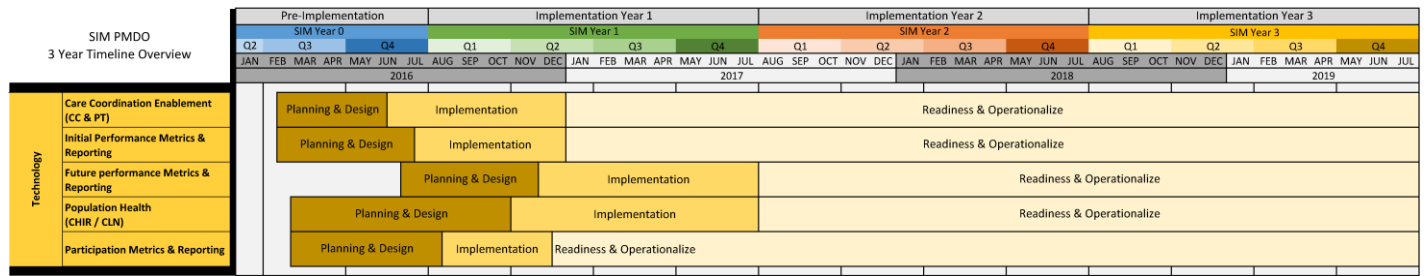 SIM PMDO
3 Year Timeline Overview
Pre-Implementation Implementation Year 1 Implementation Year 2 Implementation Year 3
SIM Year 0 SIM Year 1 SIM Year 2 SIM Year 3
Q2 Q3 Q4 Q1 Q2 Q3 Q4 Q1 Q2 Q3 Q4 Q1 Q2 Q3 Q4
JAN FEB MAR APR MAY JUN JUL AUG SEP OCT NOV DEC JAN FEB MAR APR MAY JUN JUL AUG SEP OCT NOV DEC JAN FEB MAR APR MAY JUN JUL AUG SEP OCT NOV DEC JAN FEB MAR APR MAY JUN JUL
2016 2017 2018 2019
Technology
Care Coordination Enablement
(CC & PT)
Planning & Design Implementation Readiness & Operationalize
Initial Performance Metrics &
Reporting
Planning & Design Implementation Readiness & Operationalize
Future performance Metrics &
Reporting
Planning & Design Implementation Readiness & Operationalize
Population Health
(CHIR / CLN)
Planning & Design Implementation Readiness & Operationalize
Participation Metrics & Reporting
Planning & Design Implementation Readiness & Operationalize